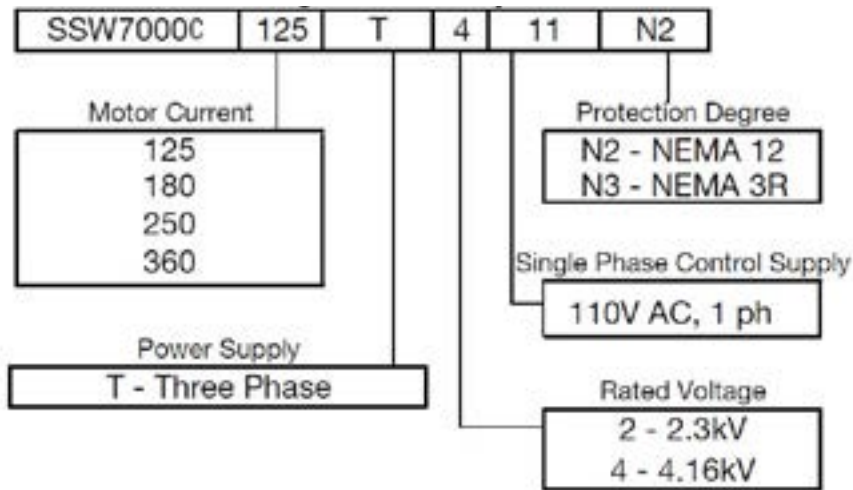 SSW7000C 125 T 4 11 N2
Motor Current
125
180
250
360
Protection Degree
N2 - NEMA 12
N3 - NEMA 3R
Single Phase Control Supply
110V AC, 1 ph
Power Supply
T - Three Phase
Rated Voltage
2 - 2.3kV
4 - 4.16kV